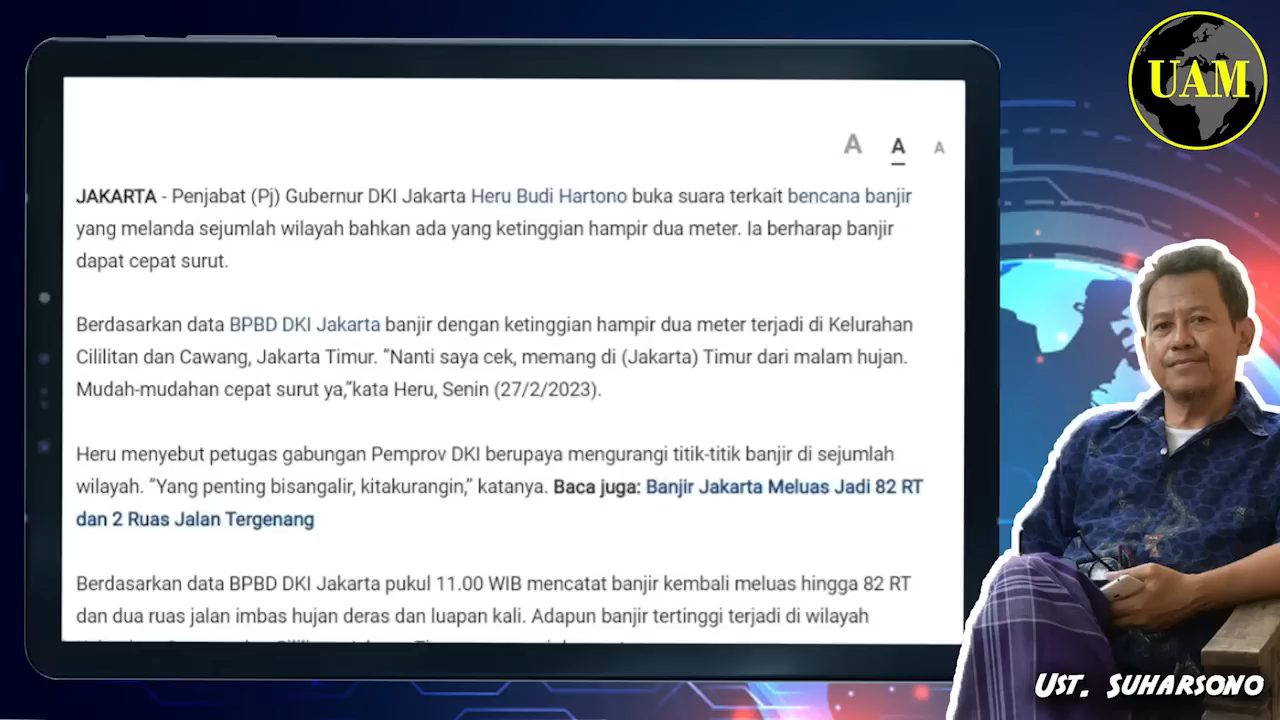 UAM
A A A
JAKARTA - Penjabat (Pj) Gubernur DKI Jakarta Heru Budi Hartono buka suara terkait bencana banjir
yang melanda sejumlah wilayah bahkan ada yang ketinggian hampir dua meter. Ia berharap banjir
dapat cepat surut.
Berdasarkan data BPBD DKI Jakarta banjir dengan ketinggian hampir dua meter terjadi di Kelurahan
Cililitan dan Cawang, Jakarta Timur. "Nanti saya cek, memang di (Jakarta) Timur dari malam hujan.
Mudah-mudahan cepat surut ya,"kata Heru, Senin (27/2/2023).
Heru menyebut petugas gabungan Pemprov DKI berupaya mengurangi titik-titik banjir di sejumlah
wilayah. "Yang penting bisangalir, kitakurangin," katanya. Baca juga: Banjir Jakarta Meluas Jadi 82 RT
dan 2 Ruas Jalan Tergenang
Berdasarkan data BPBD DKI Jakarta pukul 11.00 WIB mencatat banjir kembali meluas hingga 82 RT
dan dua ruas jalan imbas hujan deras dan luapan kali. Adapun banjir tertinggi terjadi di wilayah
Ust. Suharsono